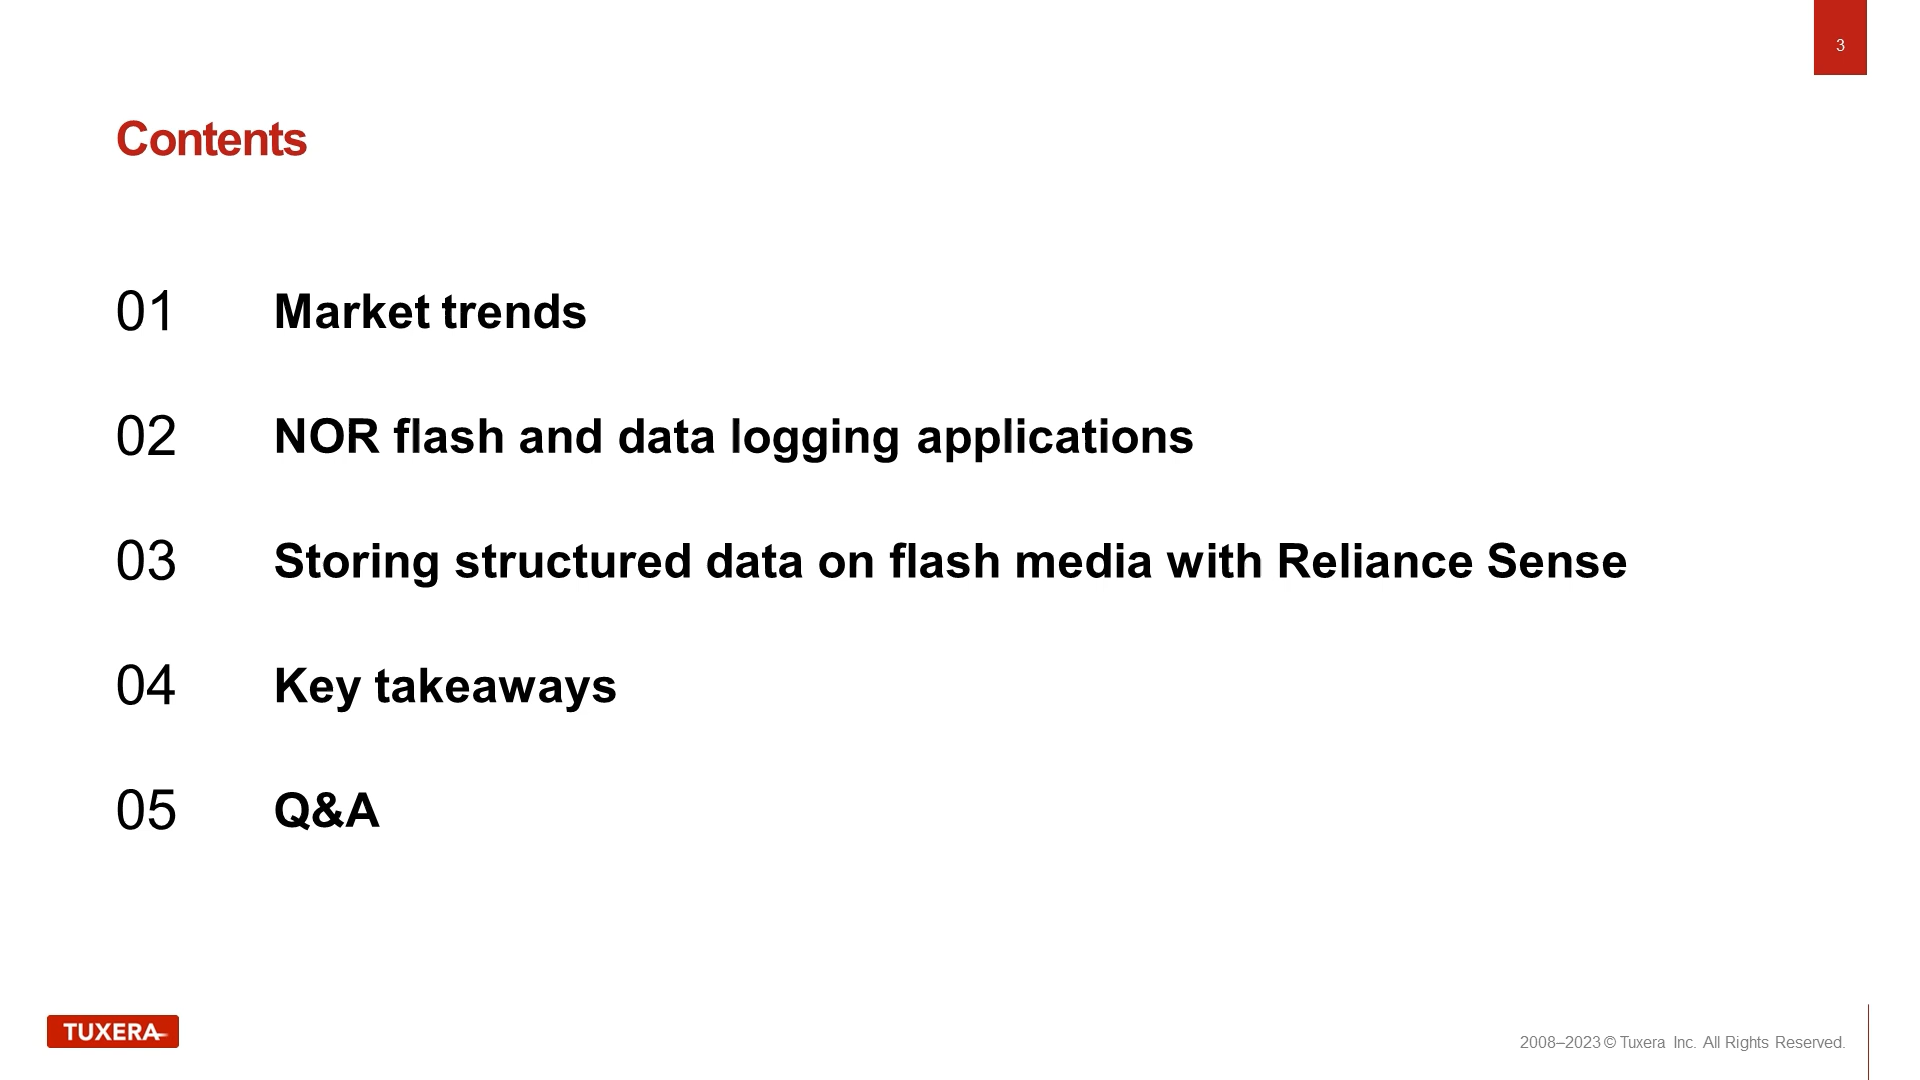 3
Contents
01 Market trends
02 NOR flash and data logging applications
03 Storing structured data on flash media with Reliance Sense
04 Key takeaways
05 Q&A
TUXERA
2008–2023 © Tuxera Inc. All Rights Reserved.